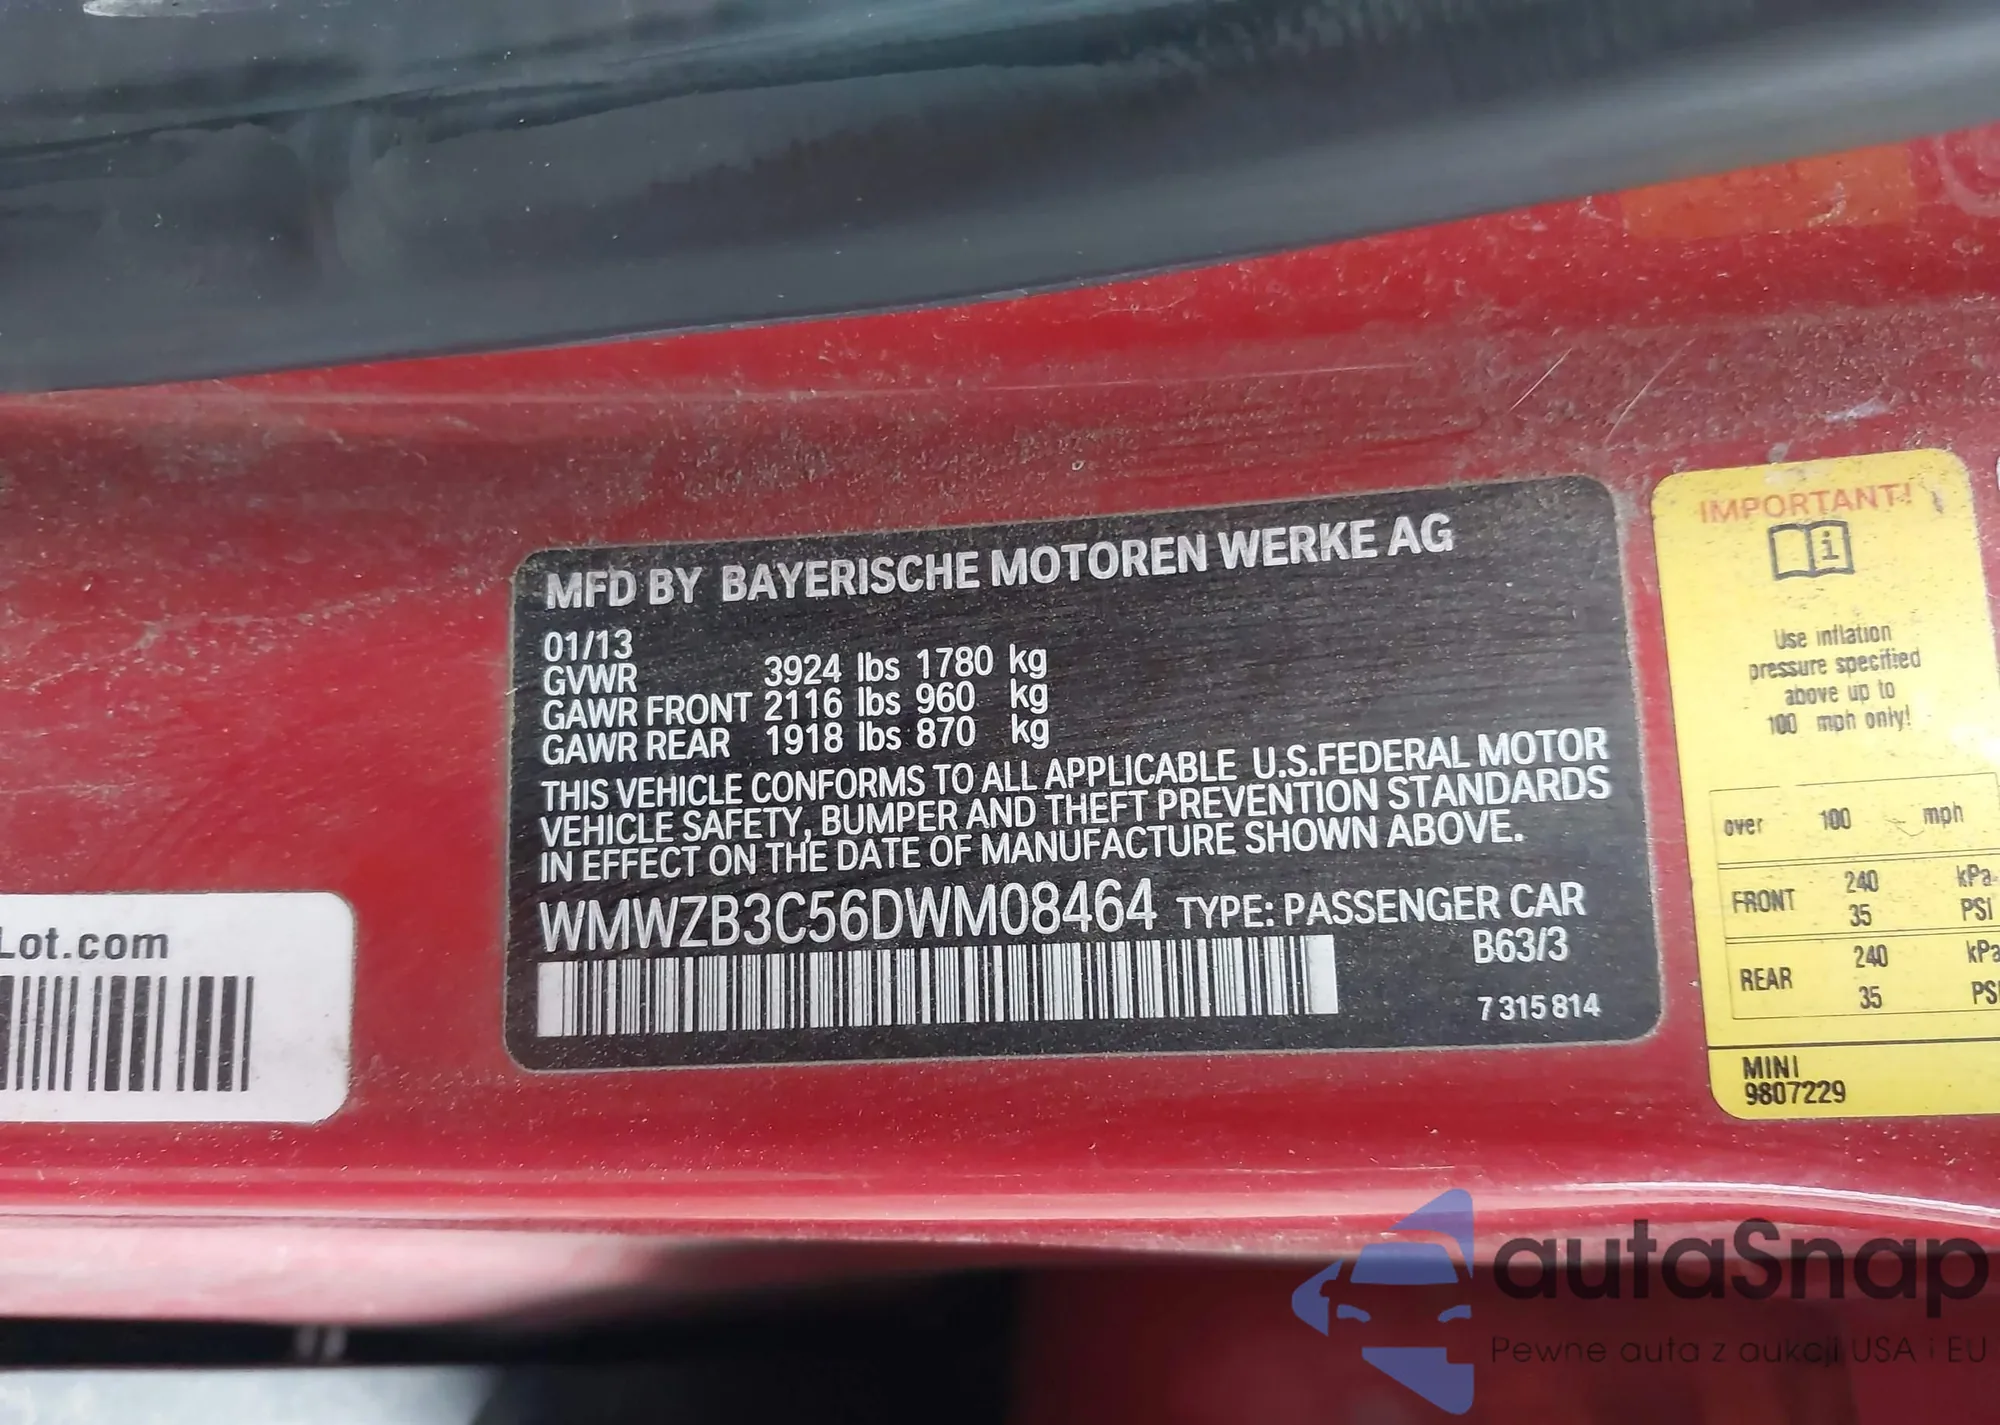 MFD BY BAYERISCHE MOTOREN WERKE AG
01/13
GVWR 3924 lbs 1780 kg
GAWR FRONT 2116 lbs 960 kg
GAWR REAR 1918 lbs 870 kg
THIS VEHICLE CONFORMS TO ALL APPLICABLE U.S.FEDERAL MOTOR
VEHICLE SAFETY, BUMPER AND THEFT PREVENTION STANDARDS
IN EFFECT ON THE DATE OF MANUFACTURE SHOWN ABOVE.
WMWZB3C56DWM08464 TYPE: PASSENGER CAR
B63/3
7 315 814
Lot.com
IMPORTANT!
i
Use inflation
pressure specified
above up to
100 mph only!
over 100 mph
FRONT 240 kPa
35 PSI
REAR 240 kPa
35 PSI
MINI
9807229
autaSnap
Pewne auta z aukcji USA i EU